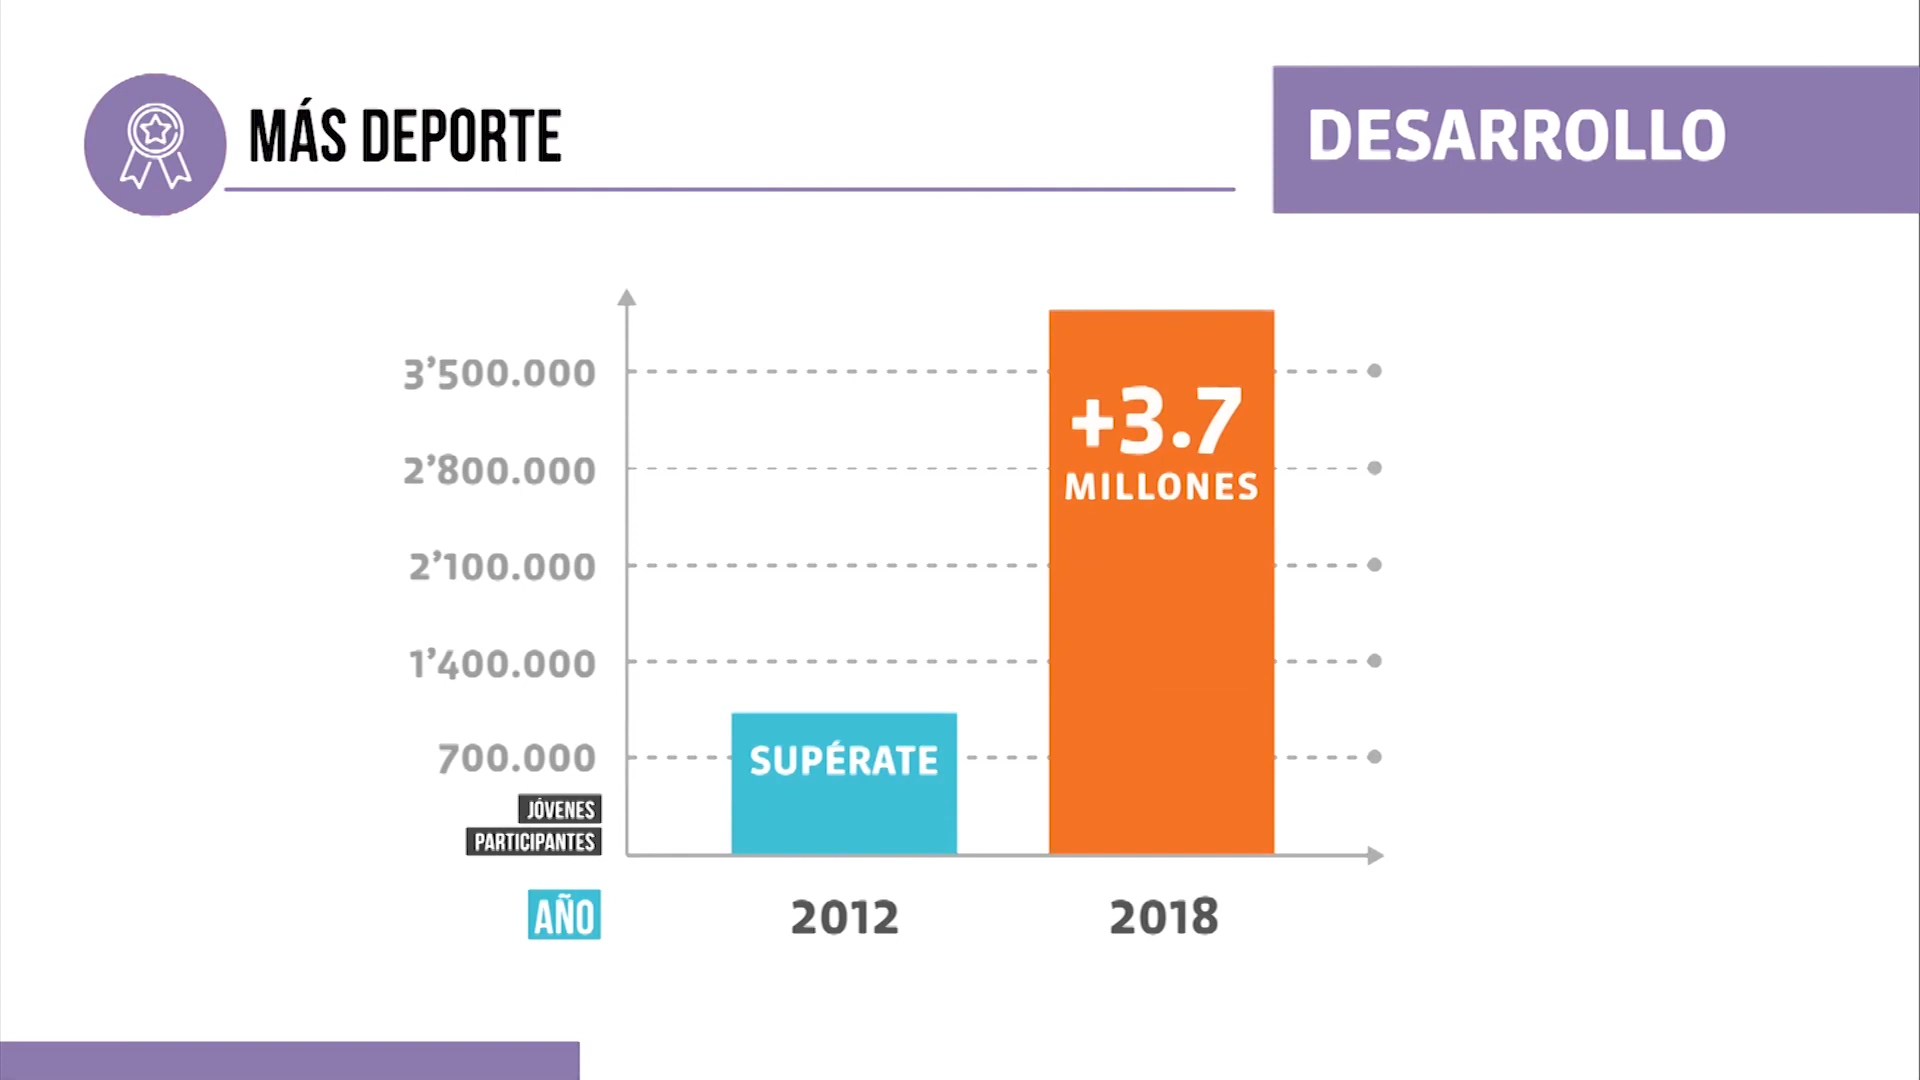 MÁS DEPORTE
DESARROLLO
3’500.000
2’800.000
2’100.000
1’400.000
700.000
+3.7
MILLONES
SUPÉRATE
JÓVENES
PARTICIPANTES
AÑO
2012
2018